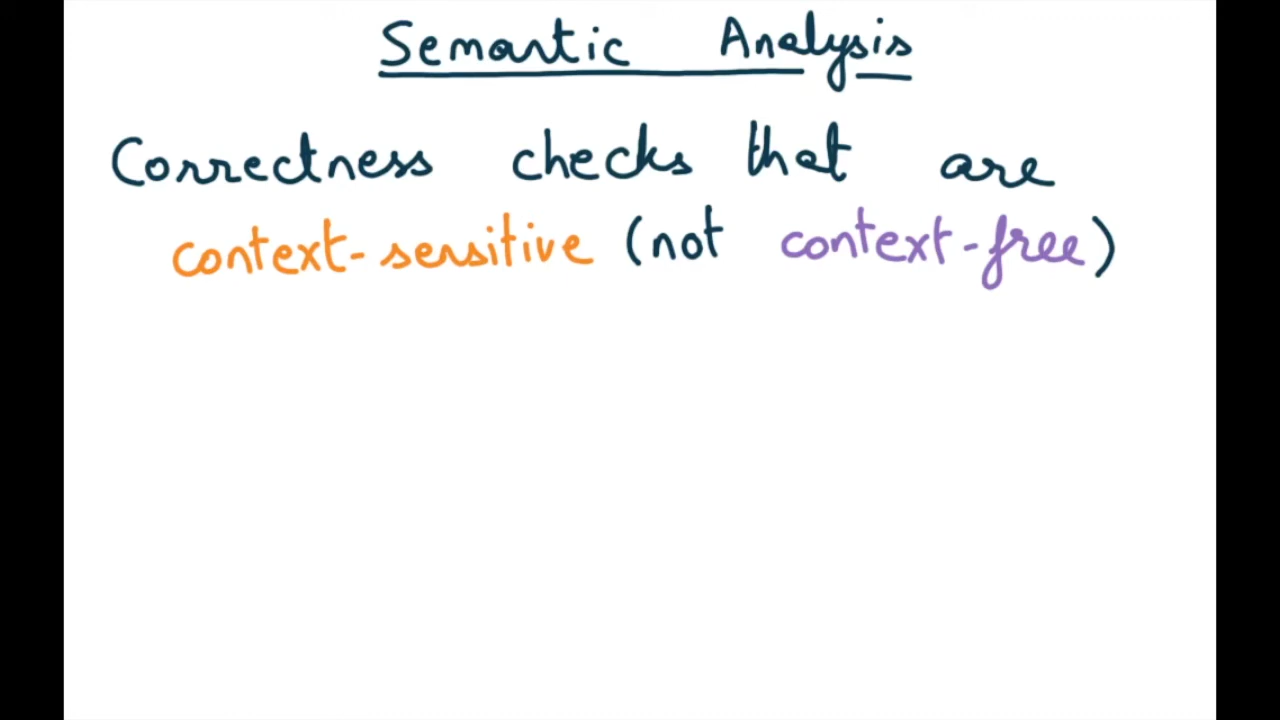 Semantic Analysis
Correctness checks that are
context-sensitive (not context-free)